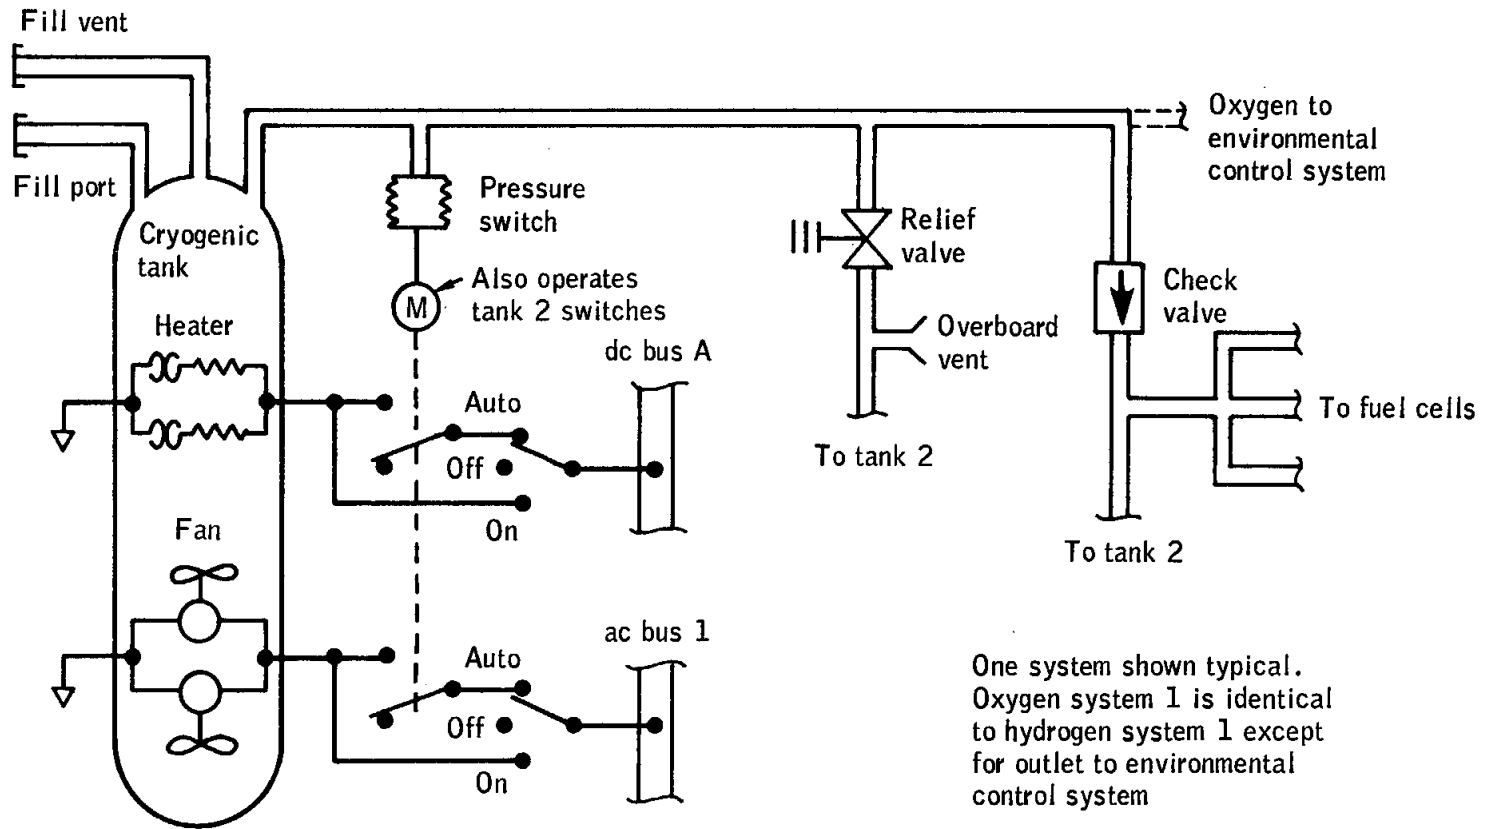 Fill vent
Fill port
Oxygen to
environmental
control system
Pressure
switch
Relief
valve
Cryogenic
tank
Also operates
tank 2 switches
M
Check
valve
Heater
Overboard
vent
dc bus A
Auto
Off
On
To fuel cells
To tank 2
To tank 2
Fan
ac bus 1
Auto
Off
On
One system shown typical.
Oxygen system 1 is identical
to hydrogen system 1 except
for outlet to environmental
control system